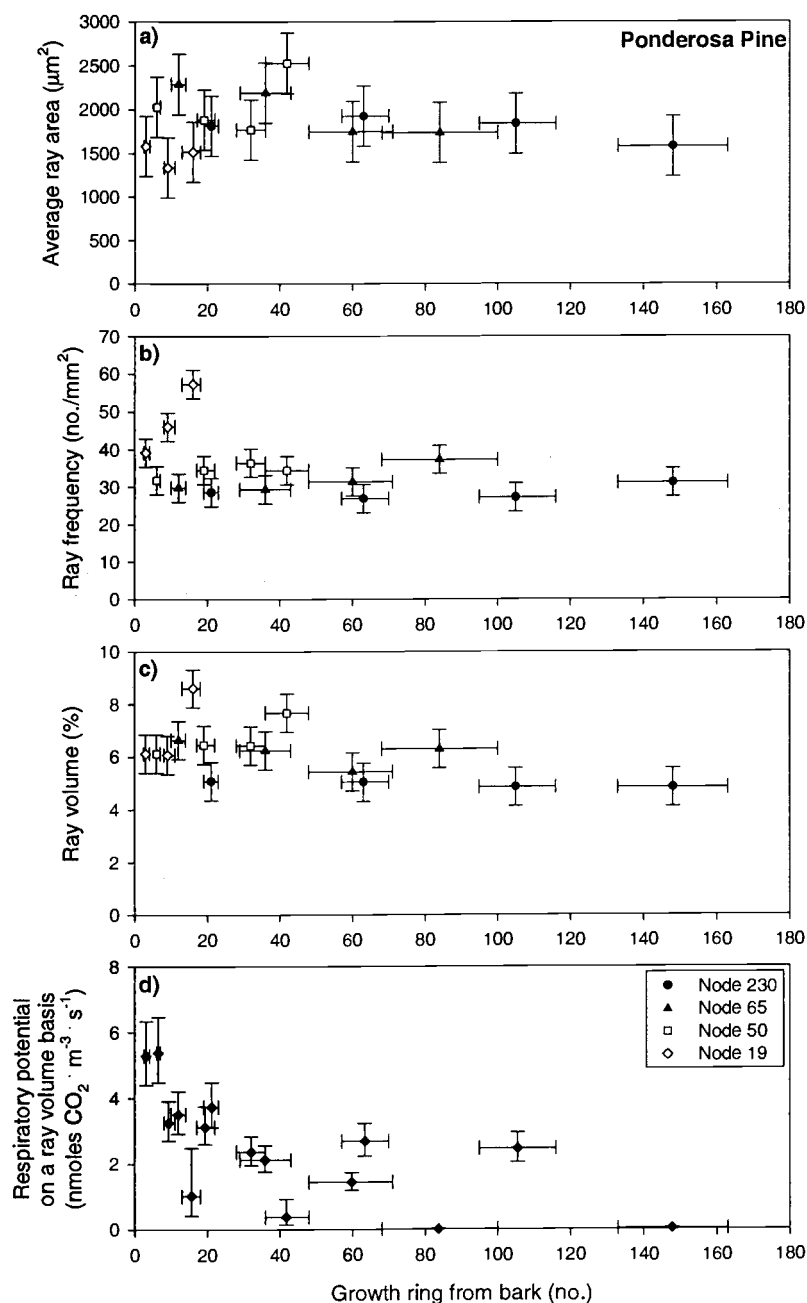 a)
Ponderosa Pine
Average ray area (μm²)
3000
2500
2000
1500
1000
500
0
0 20 40 60 80 100 120 140 160 180
b)
Ray frequency (no./mm²)
70
60
50
40
30
20
10
0
0 20 40 60 80 100 120 140 160 180
c)
Ray volume (%)
10
8
6
4
2
0
0 20 40 60 80 100 120 140 160 180
d)
Respiratory potential
on a ray volume basis
(nmoles CO₂ · m⁻³ · s⁻¹)
8
6
4
2
0
Node 230
Node 65
Node 50
Node 19
0 20 40 60 80 100 120 140 160 180
Growth ring from bark (no.)